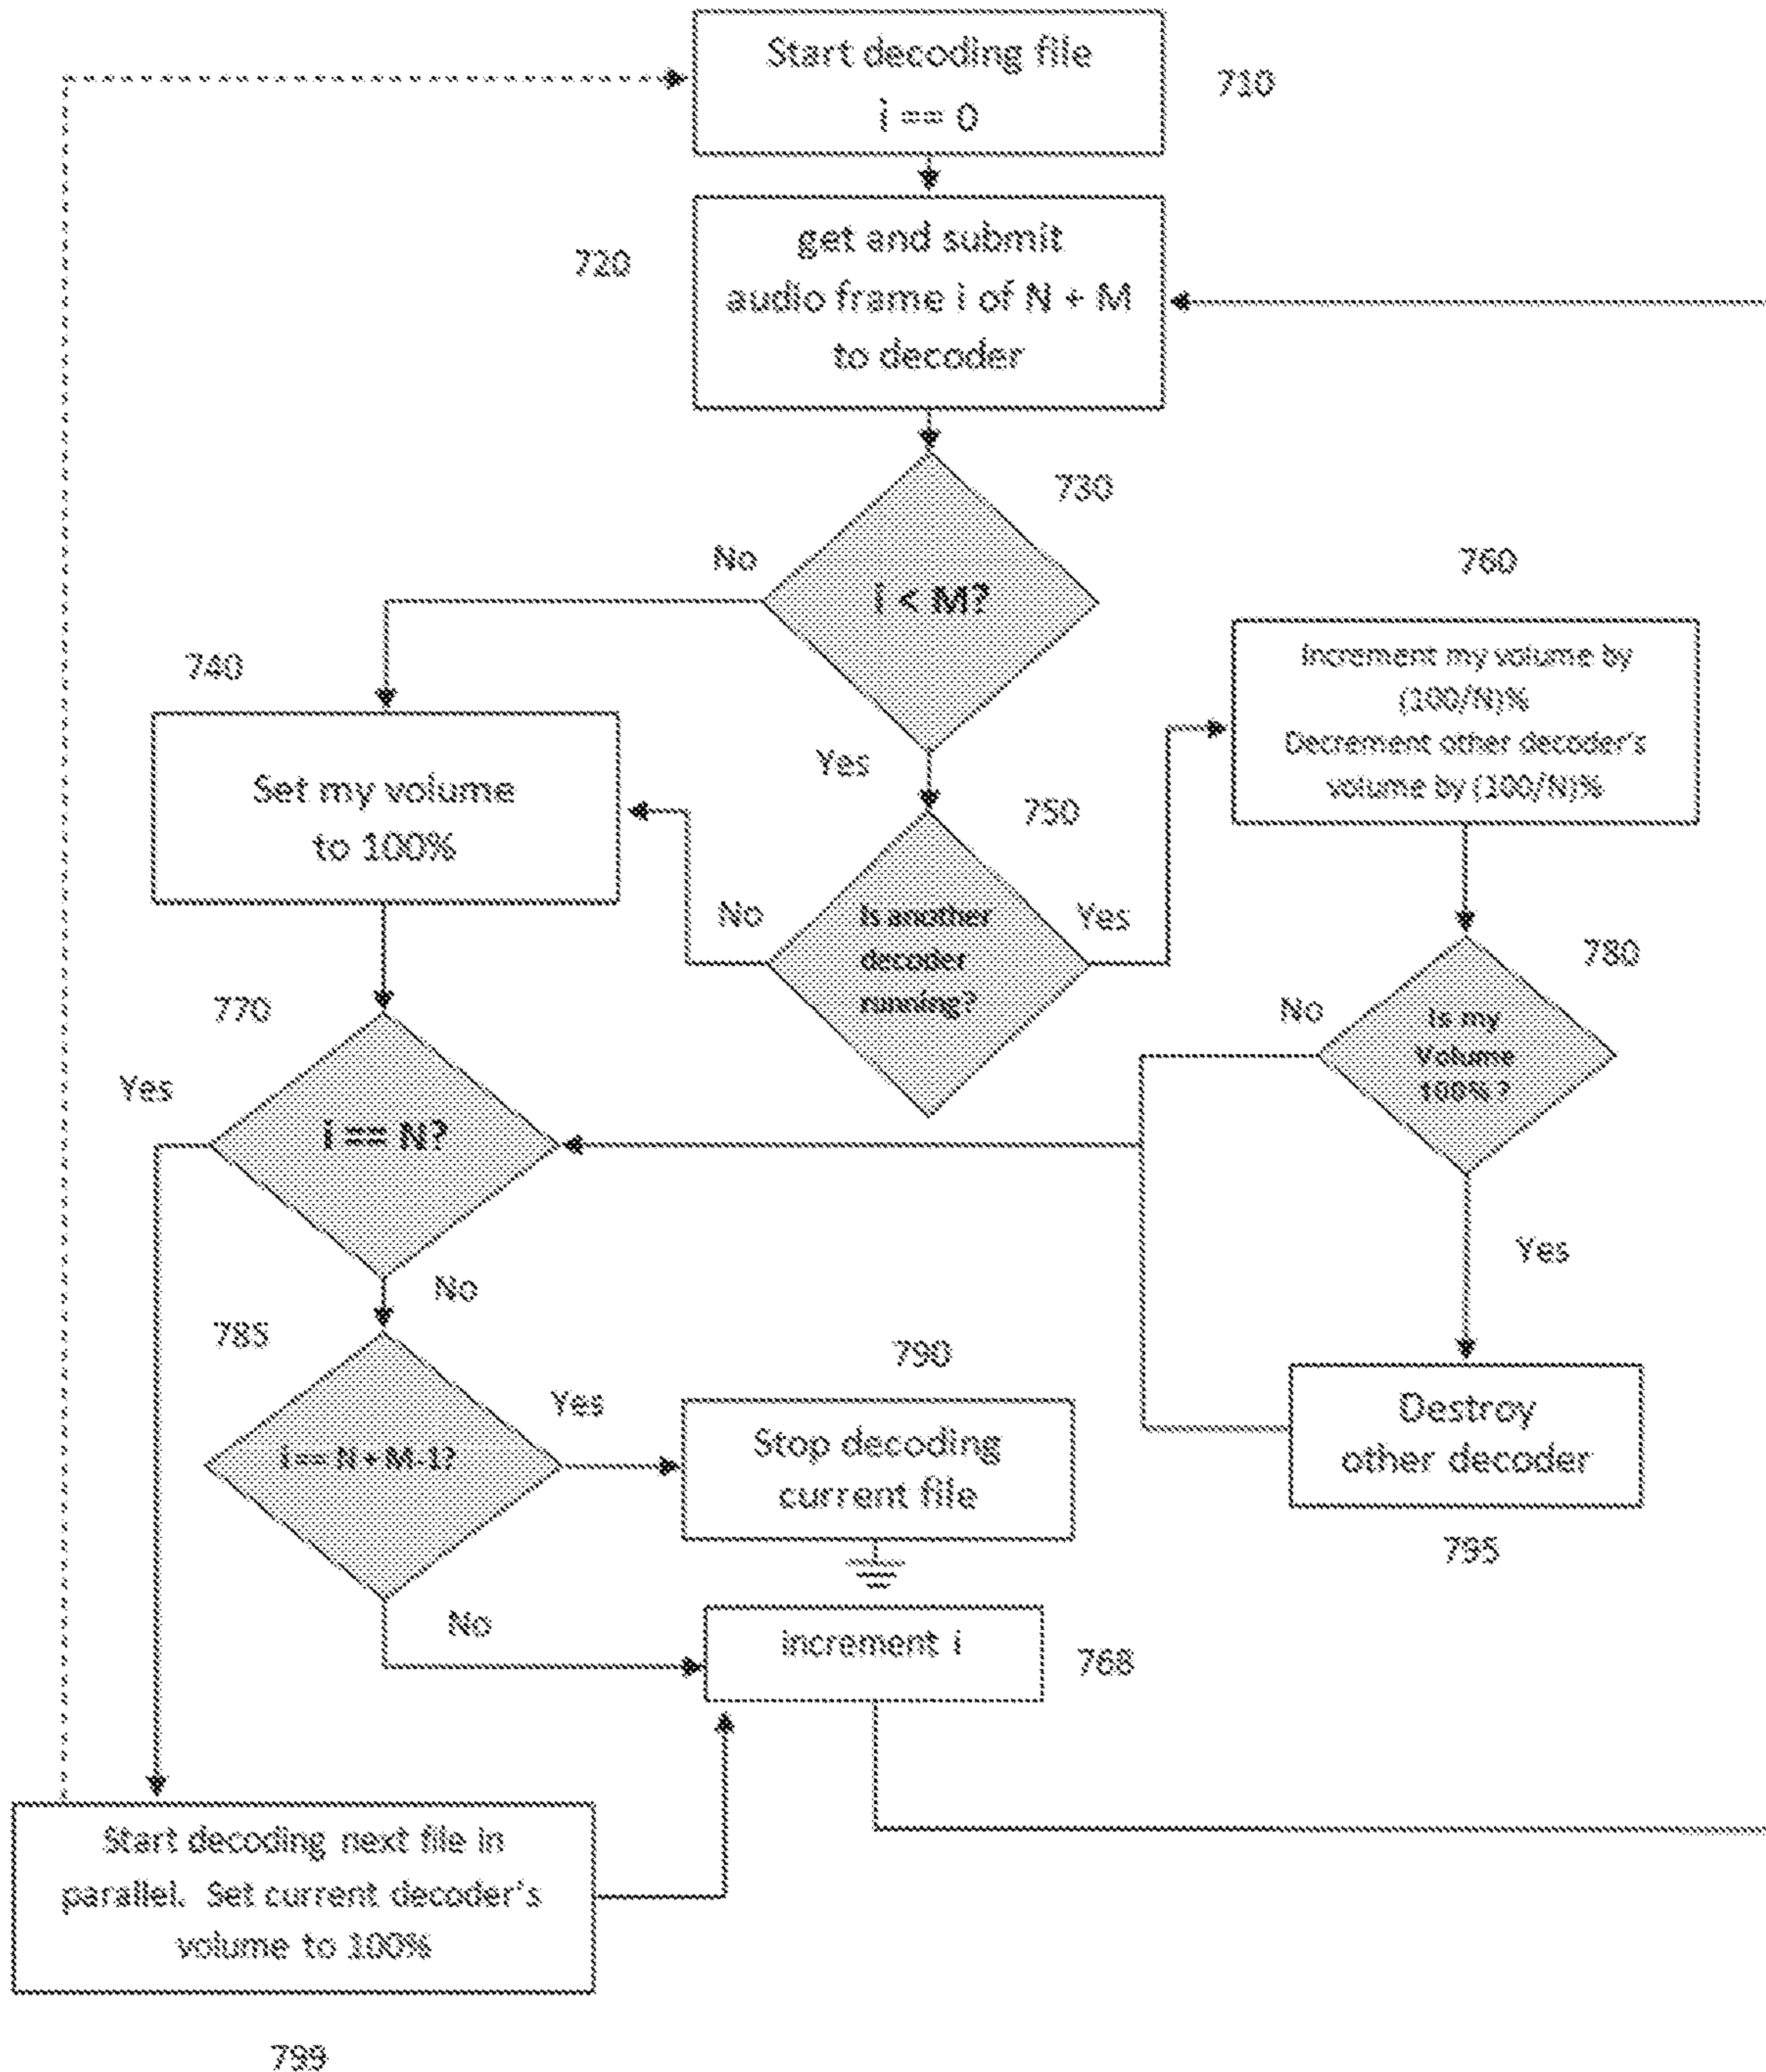 Start decoding file
i == 0
710
get and submit
audio frame i of N + M
to decoder
720
730
No
i < M?
760
Increment my volume by
(100/N)%
Decrement other decoder's
volume by (100/N)%
740
Set my volume
to 100%
Yes
750
No
Is another
decoder
running?
Yes
780
No
Is my
Volume
100% ?
770
Yes
i == N?
Yes
No
785
790
i == N + M-1?
Yes
Stop decoding
current file
Destroy
other decoder
795
No
increment i
768
Start decoding next file in
parallel. Set current decoder's
volume to 100%
799